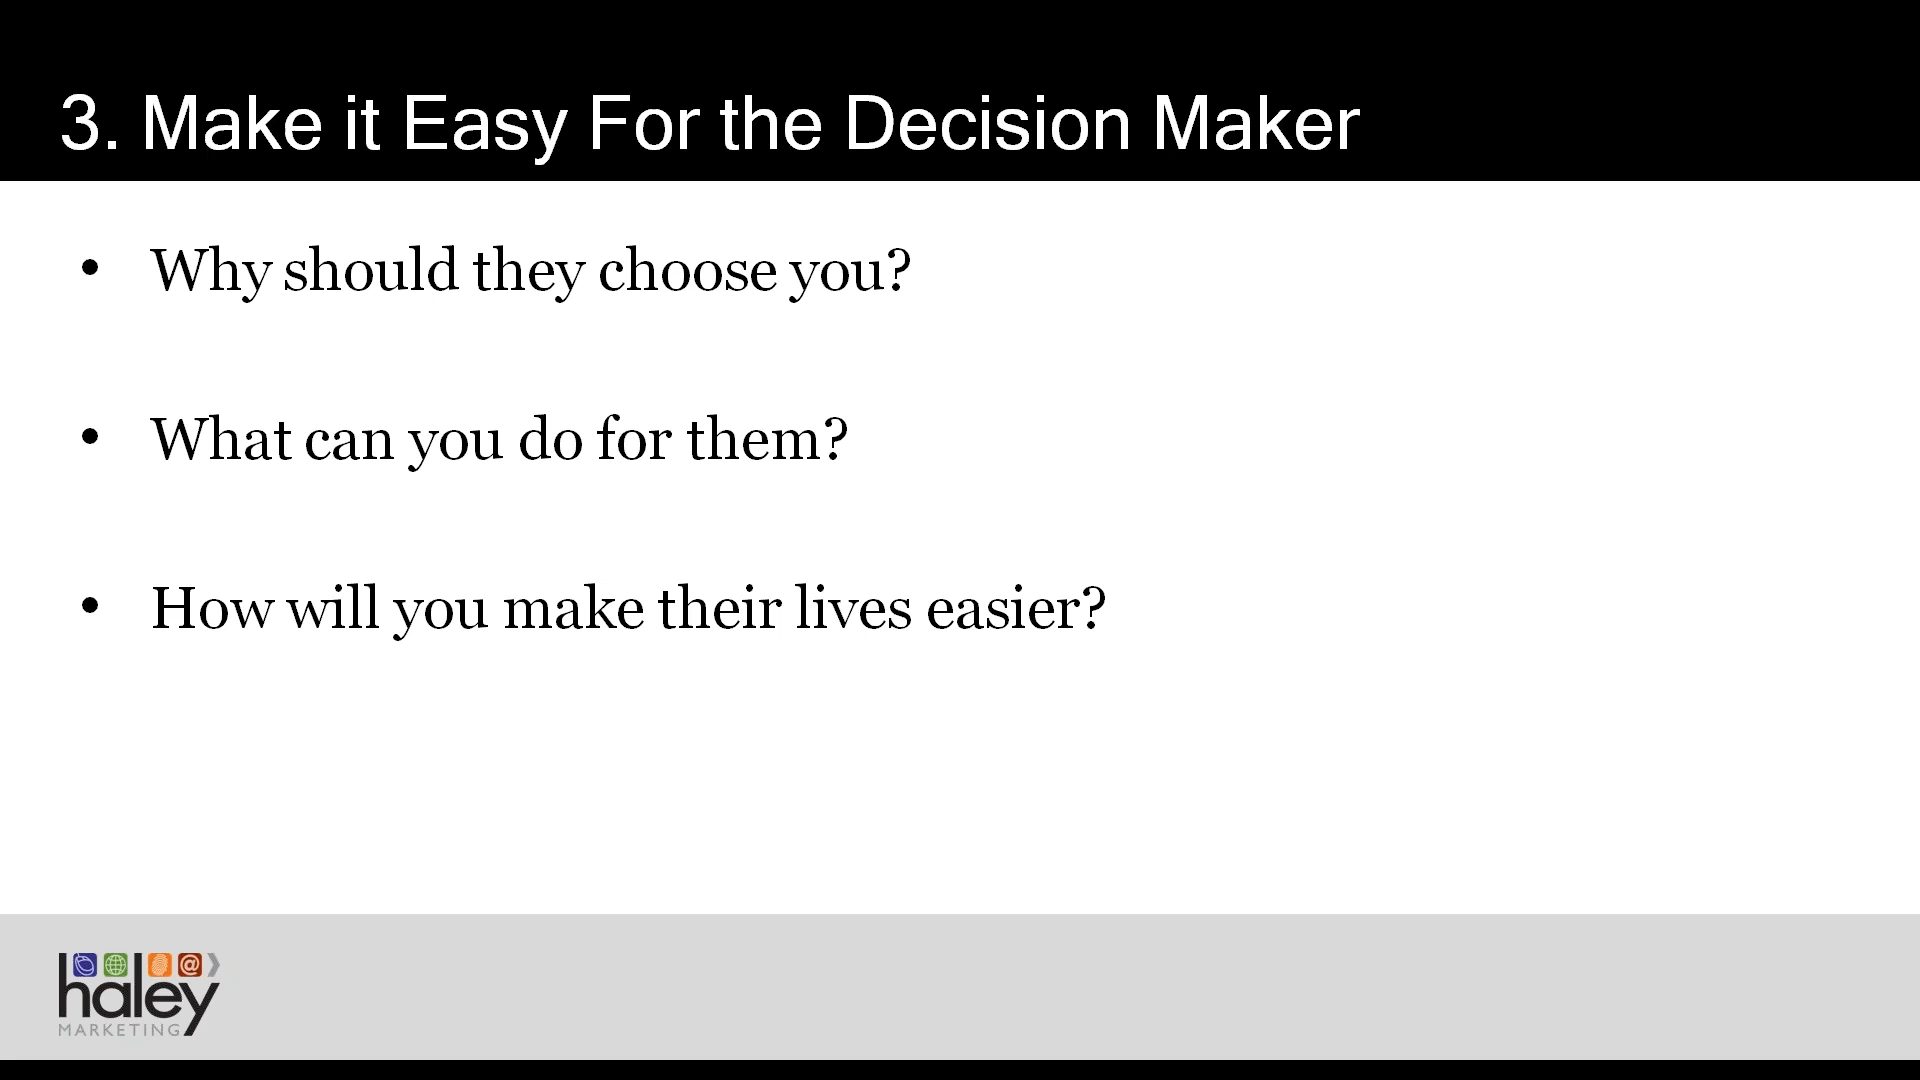 3. Make it Easy For the Decision Maker
• Why should they choose you?
• What can you do for them?
• How will you make their lives easier?
haley
MARKETING